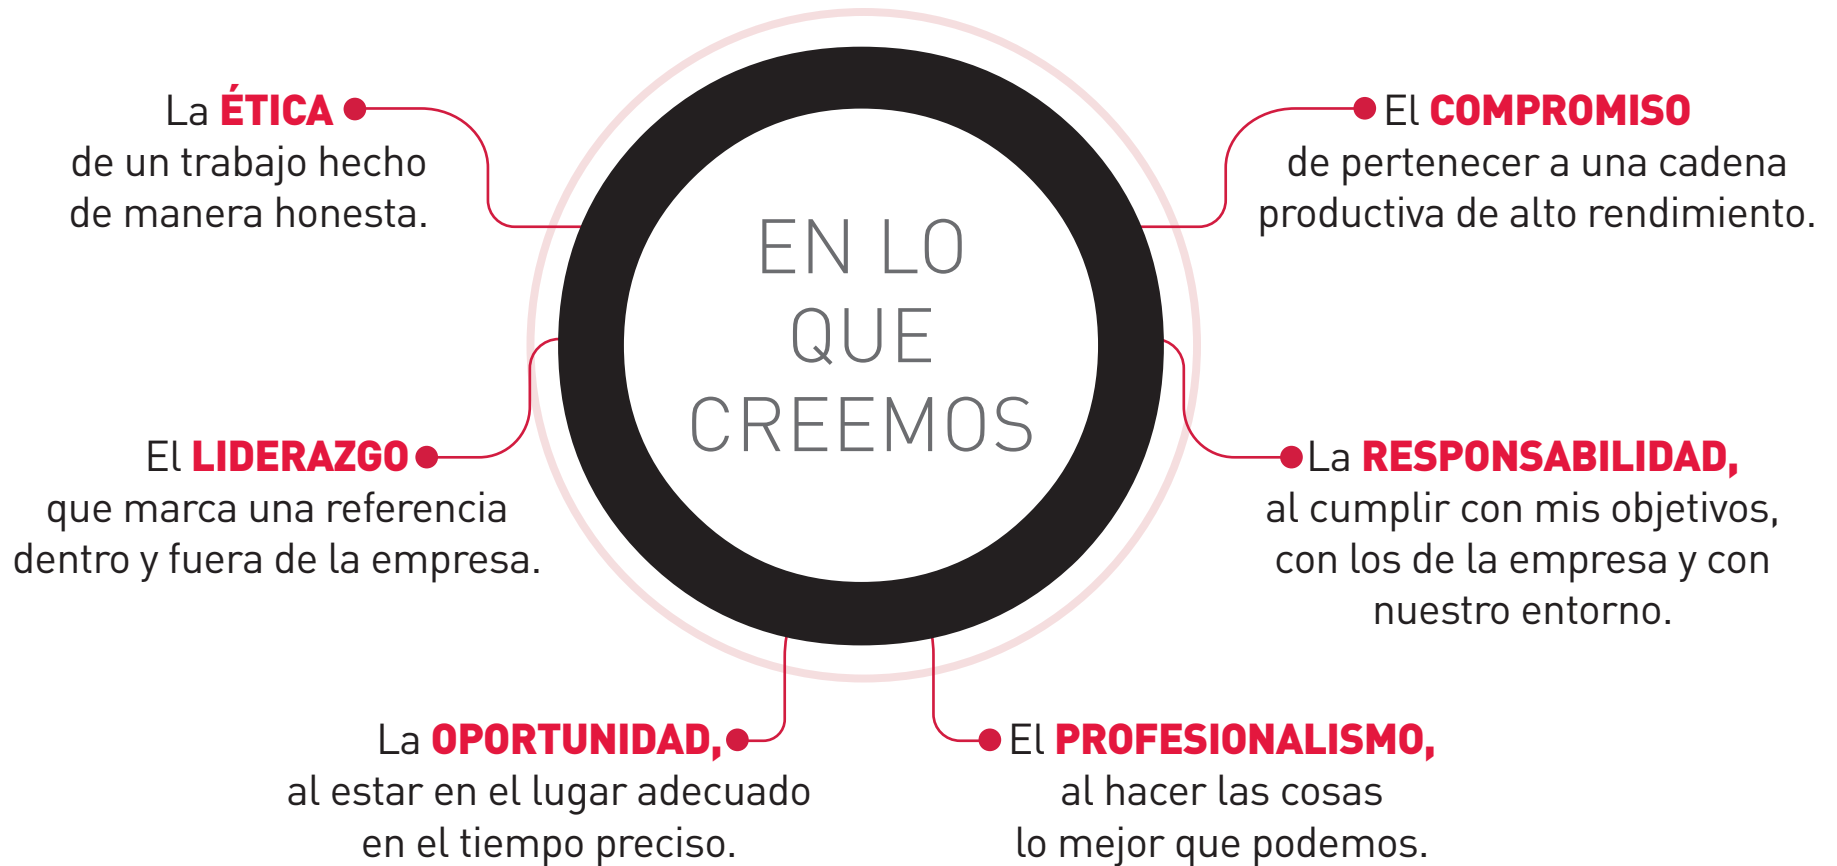 La ÉTICA
de un trabajo hecho
de manera honesta.
El COMPROMISO
de pertenecer a una cadena
productiva de alto rendimiento.
EN LO
QUE
CREEMOS
El LIDERAZGO
que marca una referencia
dentro y fuera de la empresa.
La RESPONSABILIDAD,
al cumplir con mis objetivos,
con los de la empresa y con
nuestro entorno.
La OPORTUNIDAD,
al estar en el lugar adecuado
en el tiempo preciso.
El PROFESIONALISMO,
al hacer las cosas
lo mejor que podemos.